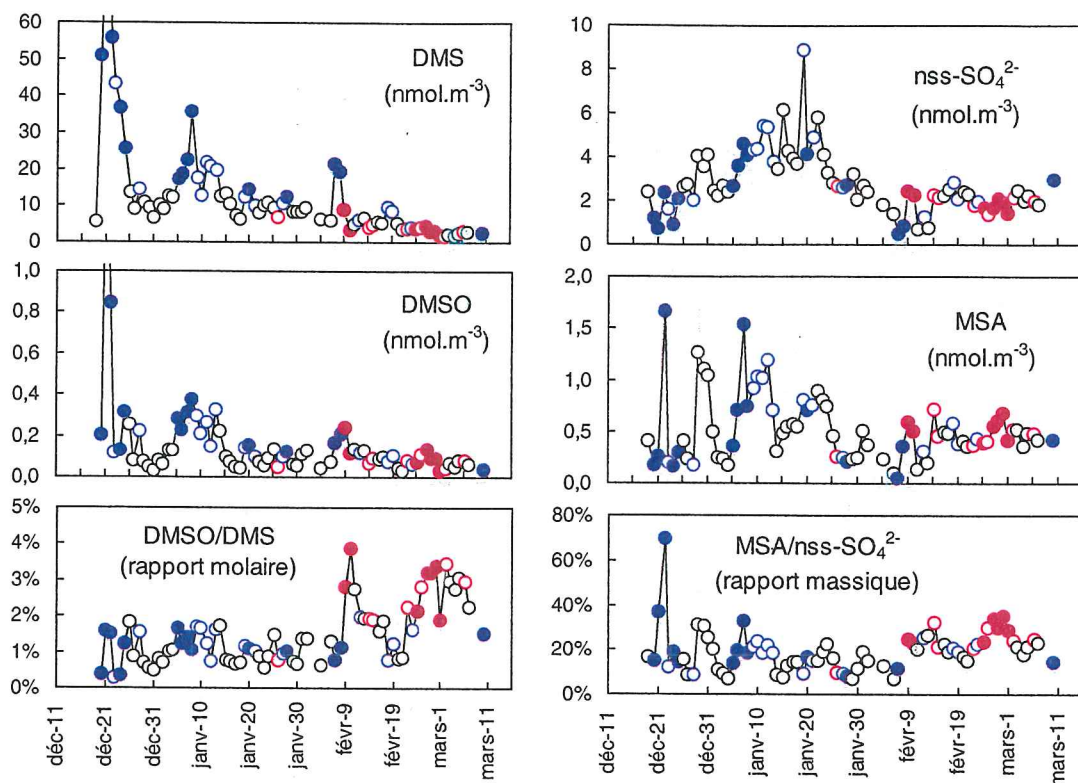 60
50
40
30
20
10
0
DMS
(nmol.m⁻³)
10
8
6
4
2
0
nss-SO₄²⁻
(nmol.m⁻³)
1,0
0,8
0,6
0,4
0,2
0,0
DMSO
(nmol.m⁻³)
2,0
1,5
1,0
0,5
0,0
MSA
(nmol.m⁻³)
5%
4%
3%
2%
1%
0%
DMSO/DMS
(rapport molaire)
80%
60%
40%
20%
0%
MSA/nss-SO₄²⁻
(rapport massique)
déc-11
déc-21
déc-31
janv-10
janv-20
janv-30
févr-9
févr-19
mars-1
mars-11
déc-11
déc-21
déc-31
janv-10
janv-20
janv-30
févr-9
févr-19
mars-1
mars-11